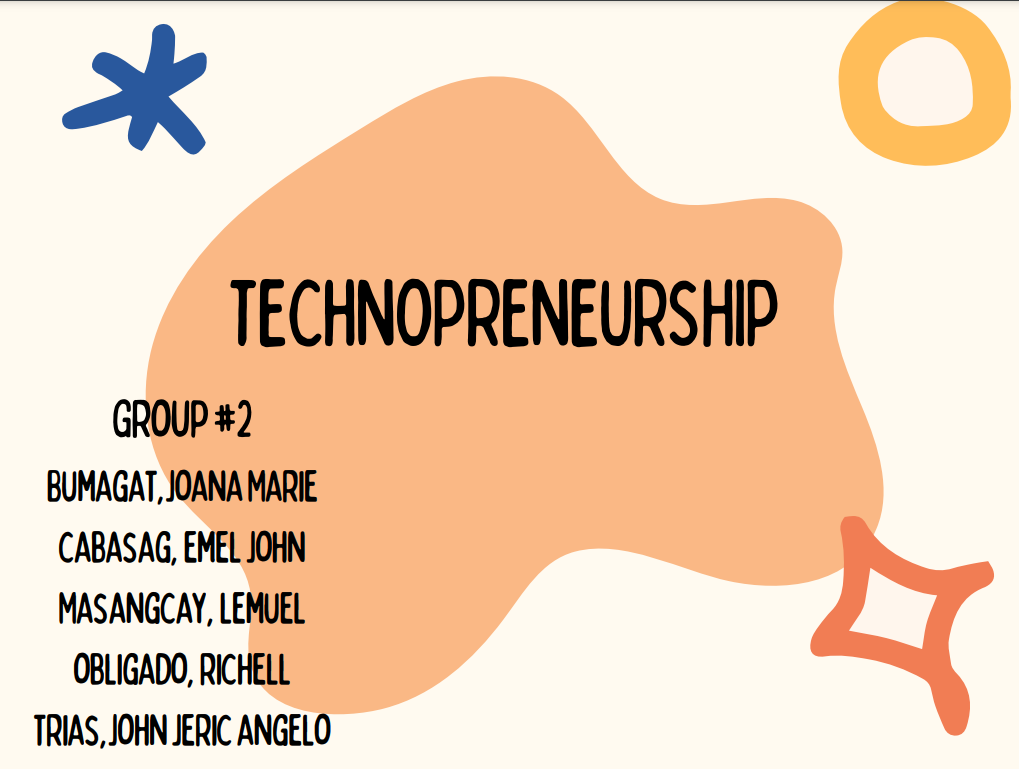 TECHNOPRENEURSHIP
GROUP #2
BUMAGAT, JOANA MARIE
CABASAG, EMEL JOHN
MASANGCAY, LEMUEL
OBLIGADO, RICHELL
TRIAS, JOHN JERIC ANGELO